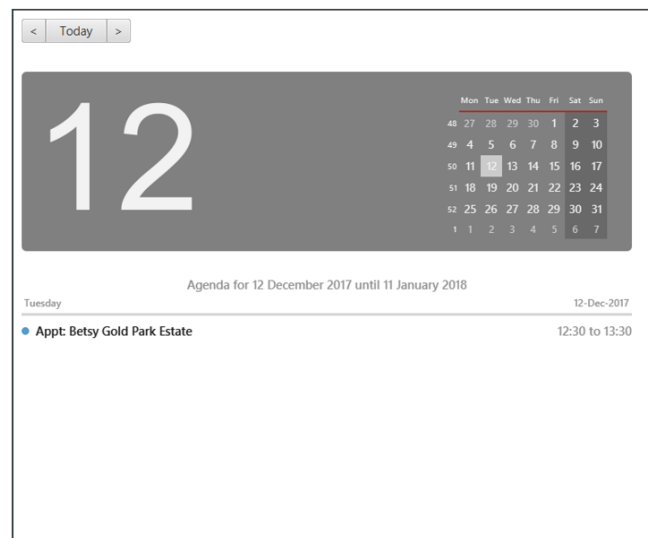 < Today >
12
Mon Tue Wed Thu Fri Sat Sun
48 27 28 29 30 1 2 3
49 4 5 6 7 8 9 10
50 11 12 13 14 15 16 17
51 18 19 20 21 22 23 24
52 25 26 27 28 29 30 31
1 1 2 3 4 5 6 7
Agenda for 12 December 2017 until 11 January 2018
Tuesday 12-Dec-2017
Appt: Betsy Gold Park Estate 12:30 to 13:30